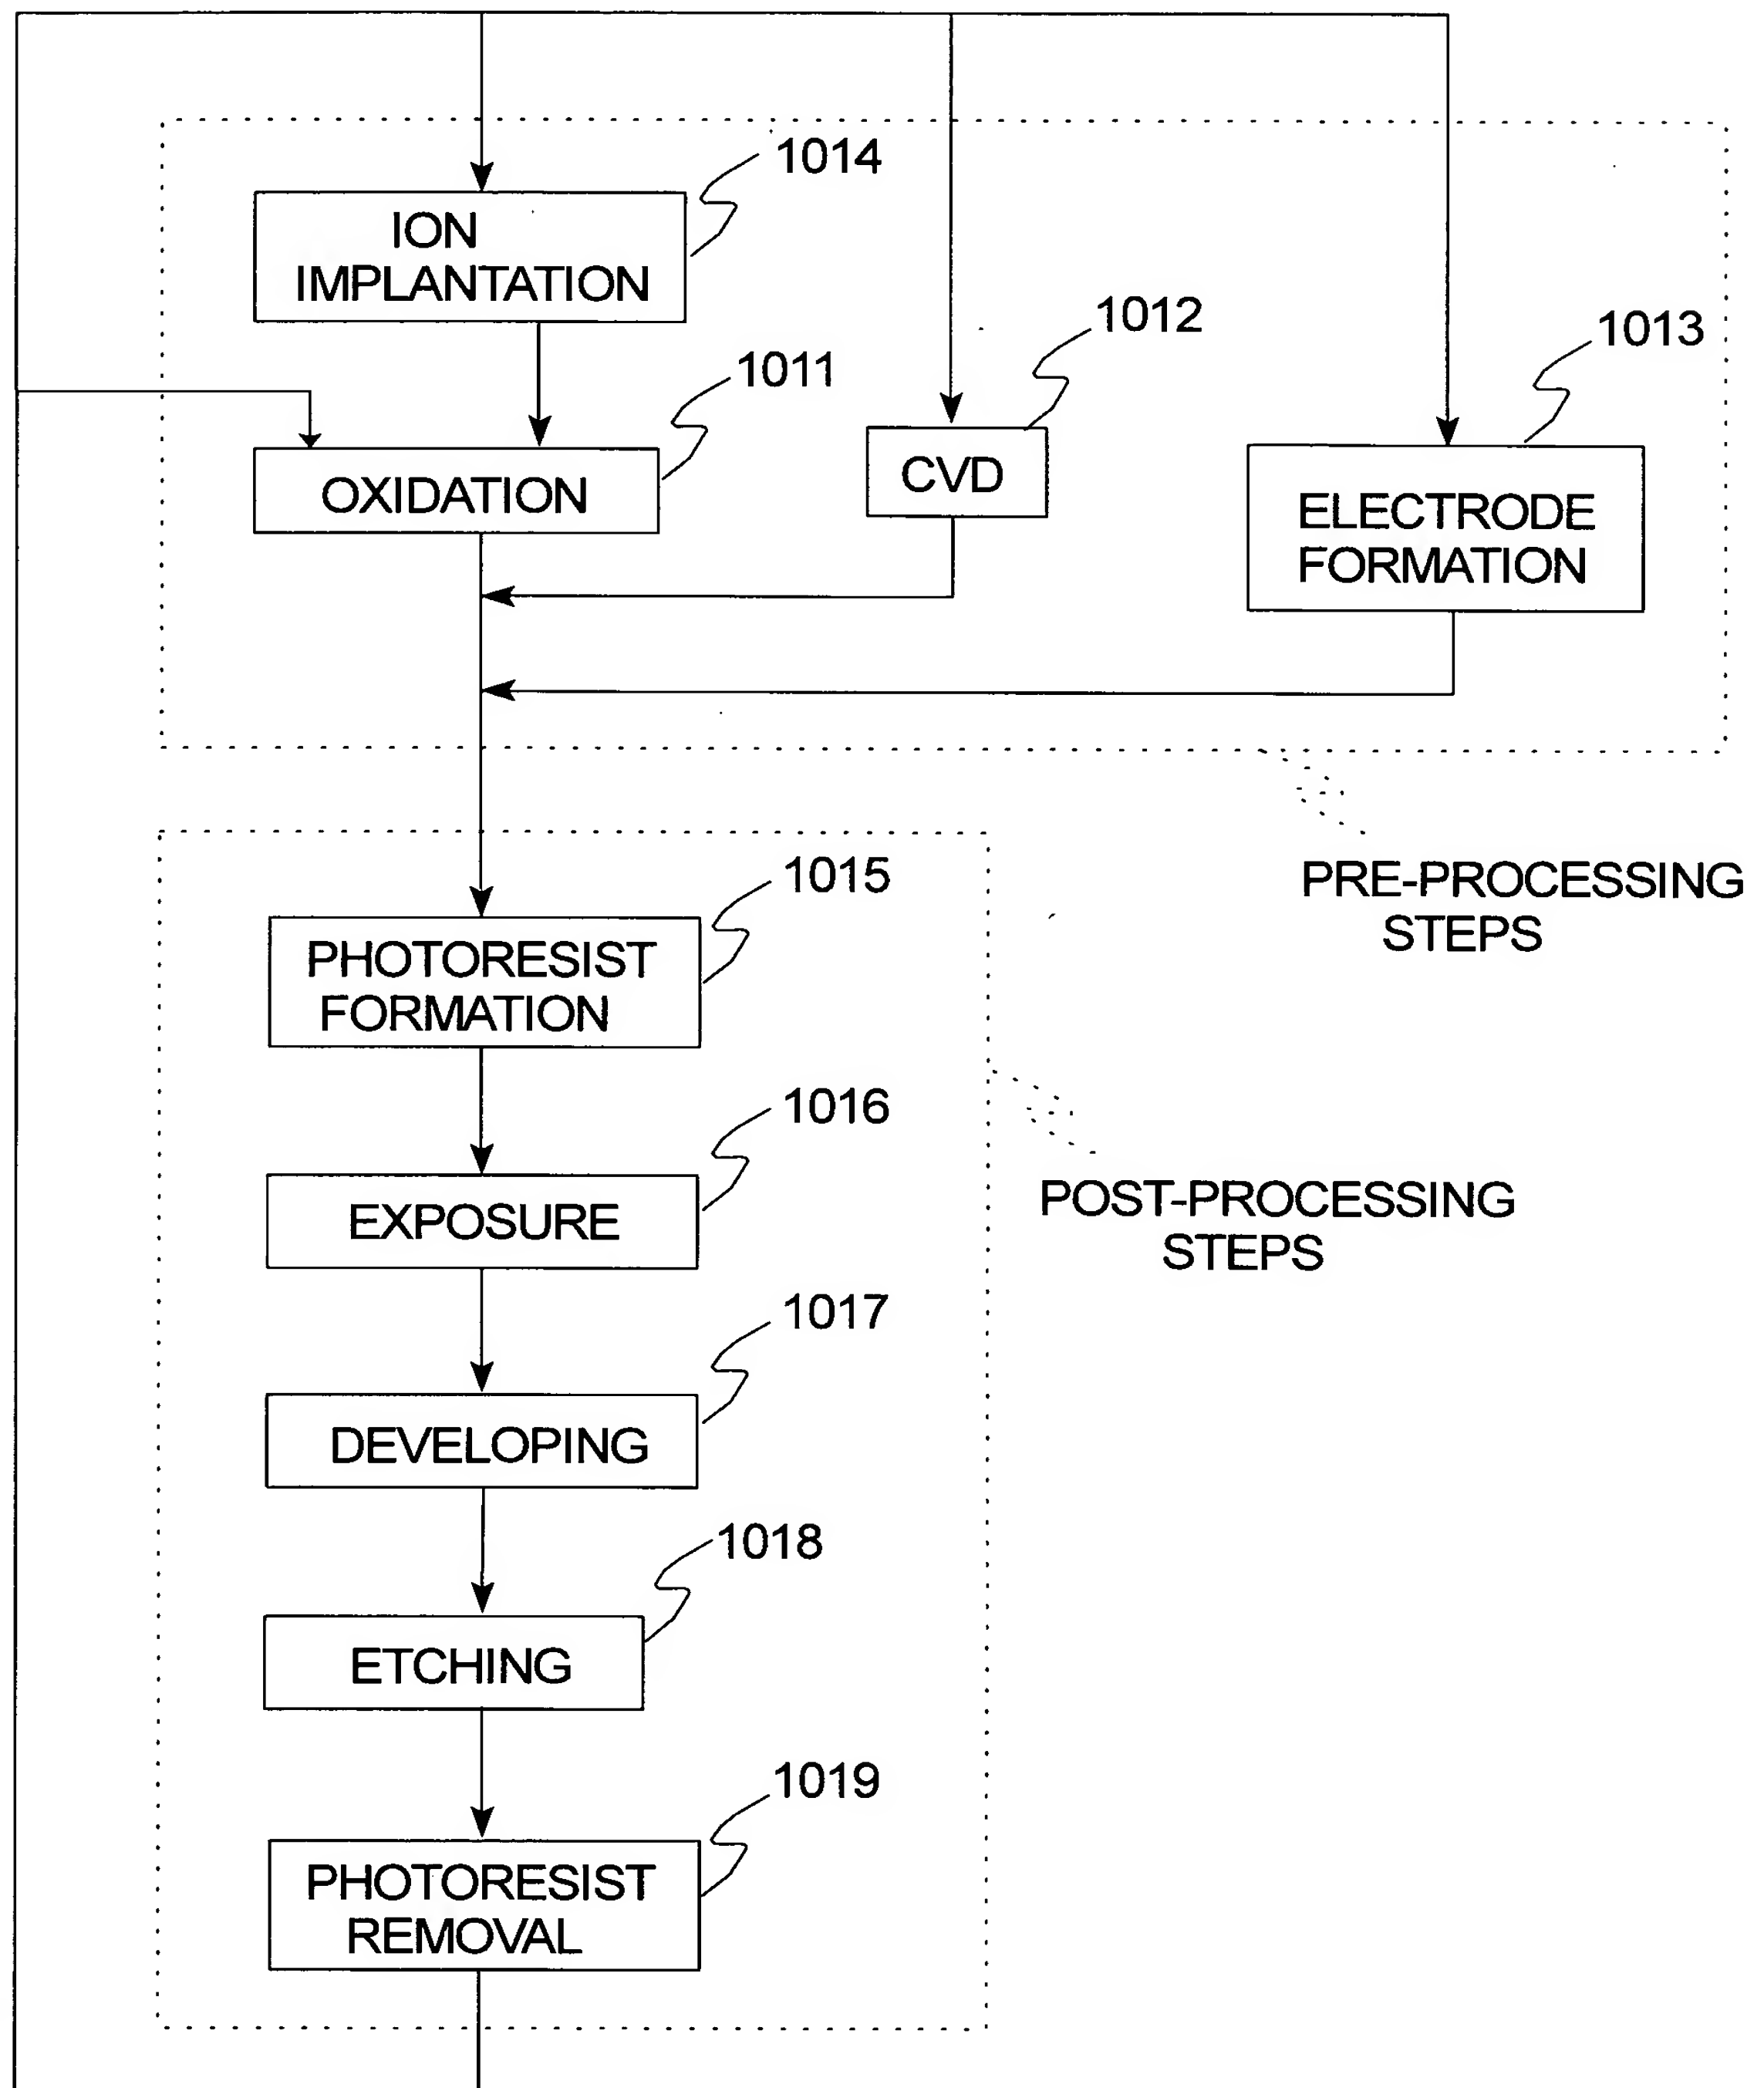 1014
ION
IMPLANTATION
1012
1013
1011
OXIDATION
CVD
ELECTRODE
FORMATION
PRE-PROCESSING
STEPS
1015
PHOTORESIST
FORMATION
1016
EXPOSURE
POST-PROCESSING
STEPS
1017
DEVELOPING
1018
ETCHING
1019
PHOTORESIST
REMOVAL